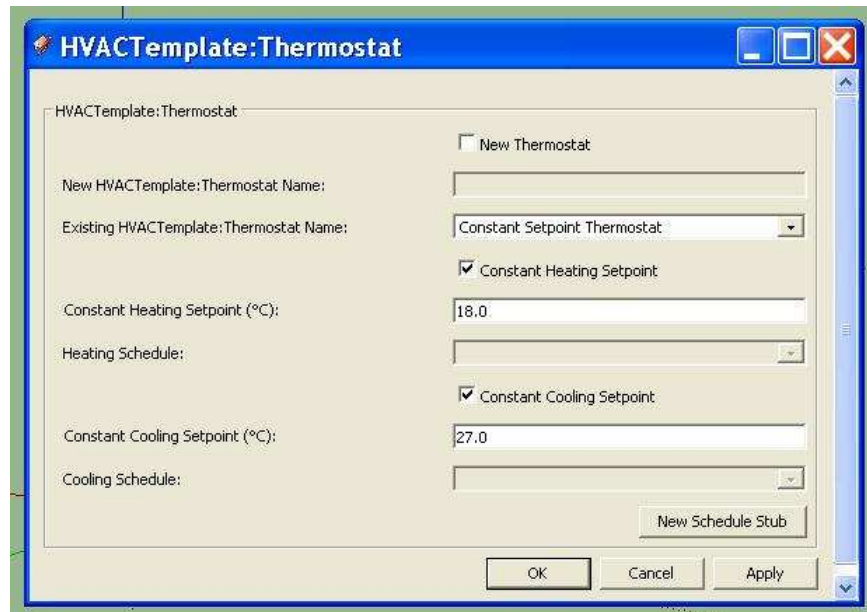 HVACTemplate:Thermostat
HVACTemplate:Thermostat
New Thermostat
New HVACTemplate:Thermostat Name:
Existing HVACTemplate:Thermostat Name: Constant Setpoint Thermostat
Constant Heating Setpoint
Constant Heating Setpoint (°C): 18.0
Heating Schedule:
Constant Cooling Setpoint
Constant Cooling Setpoint (°C): 27.0
Cooling Schedule:
New Schedule Stub
OK Cancel Apply